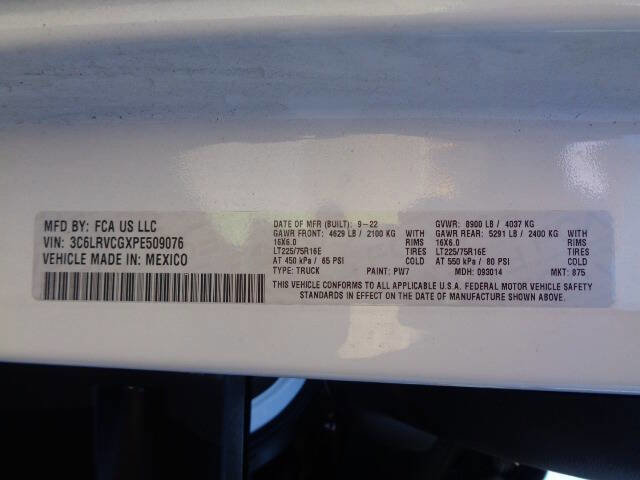 MFD BY: FCA US LLC
VIN: 3C6LRVCGXPE509076
VEHICLE MADE IN: MEXICO
DATE OF MFR (BUILT): 9-22 GVWR: 8900 LB / 4037 KG
GAWR FRONT: 4629 LB / 2100 KG WITH GAWR REAR: 5291 LB / 2400 KG WITH
16X6.0 RIMS 16X6.0 RIMS
LT225/75R16E TIRES LT225/75R16E TIRES
AT 450 kPa / 65 PSI COLD AT 550 kPa / 80 PSI COLD
TYPE: TRUCK PAINT: PW7 MDH: 093014 MKT: 875
THIS VEHICLE CONFORMS TO ALL APPLICABLE U.S.A. FEDERAL MOTOR VEHICLE SAFETY
STANDARDS IN EFFECT ON THE DATE OF MANUFACTURE SHOWN ABOVE.